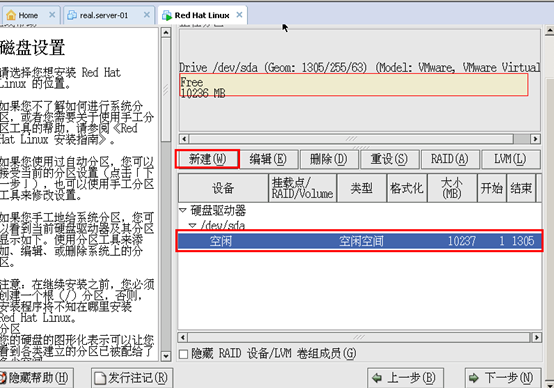 Home
real.server-01
Red Hat Linux
磁盘设置
请选择您想安装 Red Hat
Linux 的位置。
如果您不了解如何进行系统分
区，或者您需要关于使用手工分
区工具的帮助，请参阅《Red
Hat Linux 安装指南》。
如果您使用过自动分区，您可以
接受当前的分区设置（点击「下
一步」），也可以使用手工分区
工具来修改设置。
如果您手工地给系统分区，您可
以看到当前硬盘驱动器及其分区
显示如下。使用分区工具来添
加、编辑、或删除系统上的分
区。
注意：在继续安装之前，您必须
创建一个根（/）分区，否则，
安装程序将不知在哪里安装
Red Hat Linux。
分区
您的硬盘的图形化表示可以让您
看到各类建立的分区已被配给了
隐藏帮助(H)
发行注记(R)
Drive /dev/sda (Geom: 1305/255/63) (Model: VMware, VMware Virtual
Free
10236 MB
新建(W)
编辑(E)
删除(D)
重设(S)
RAID(A)
LVM(L)
设备
挂载点/
RAID/Volume
类型
格式化
大小
(MB)
开始
结束
硬盘驱动器
/dev/sda
空闲
空闲空间
10237
1
1305
隐藏 RAID 设备/LVM 卷组成员(G)
上一步(B)
下一步(N)